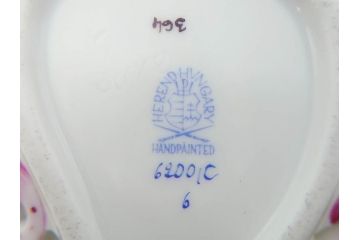 364
HEREND HUNGARY
HANDPAINTED
6200/C
6